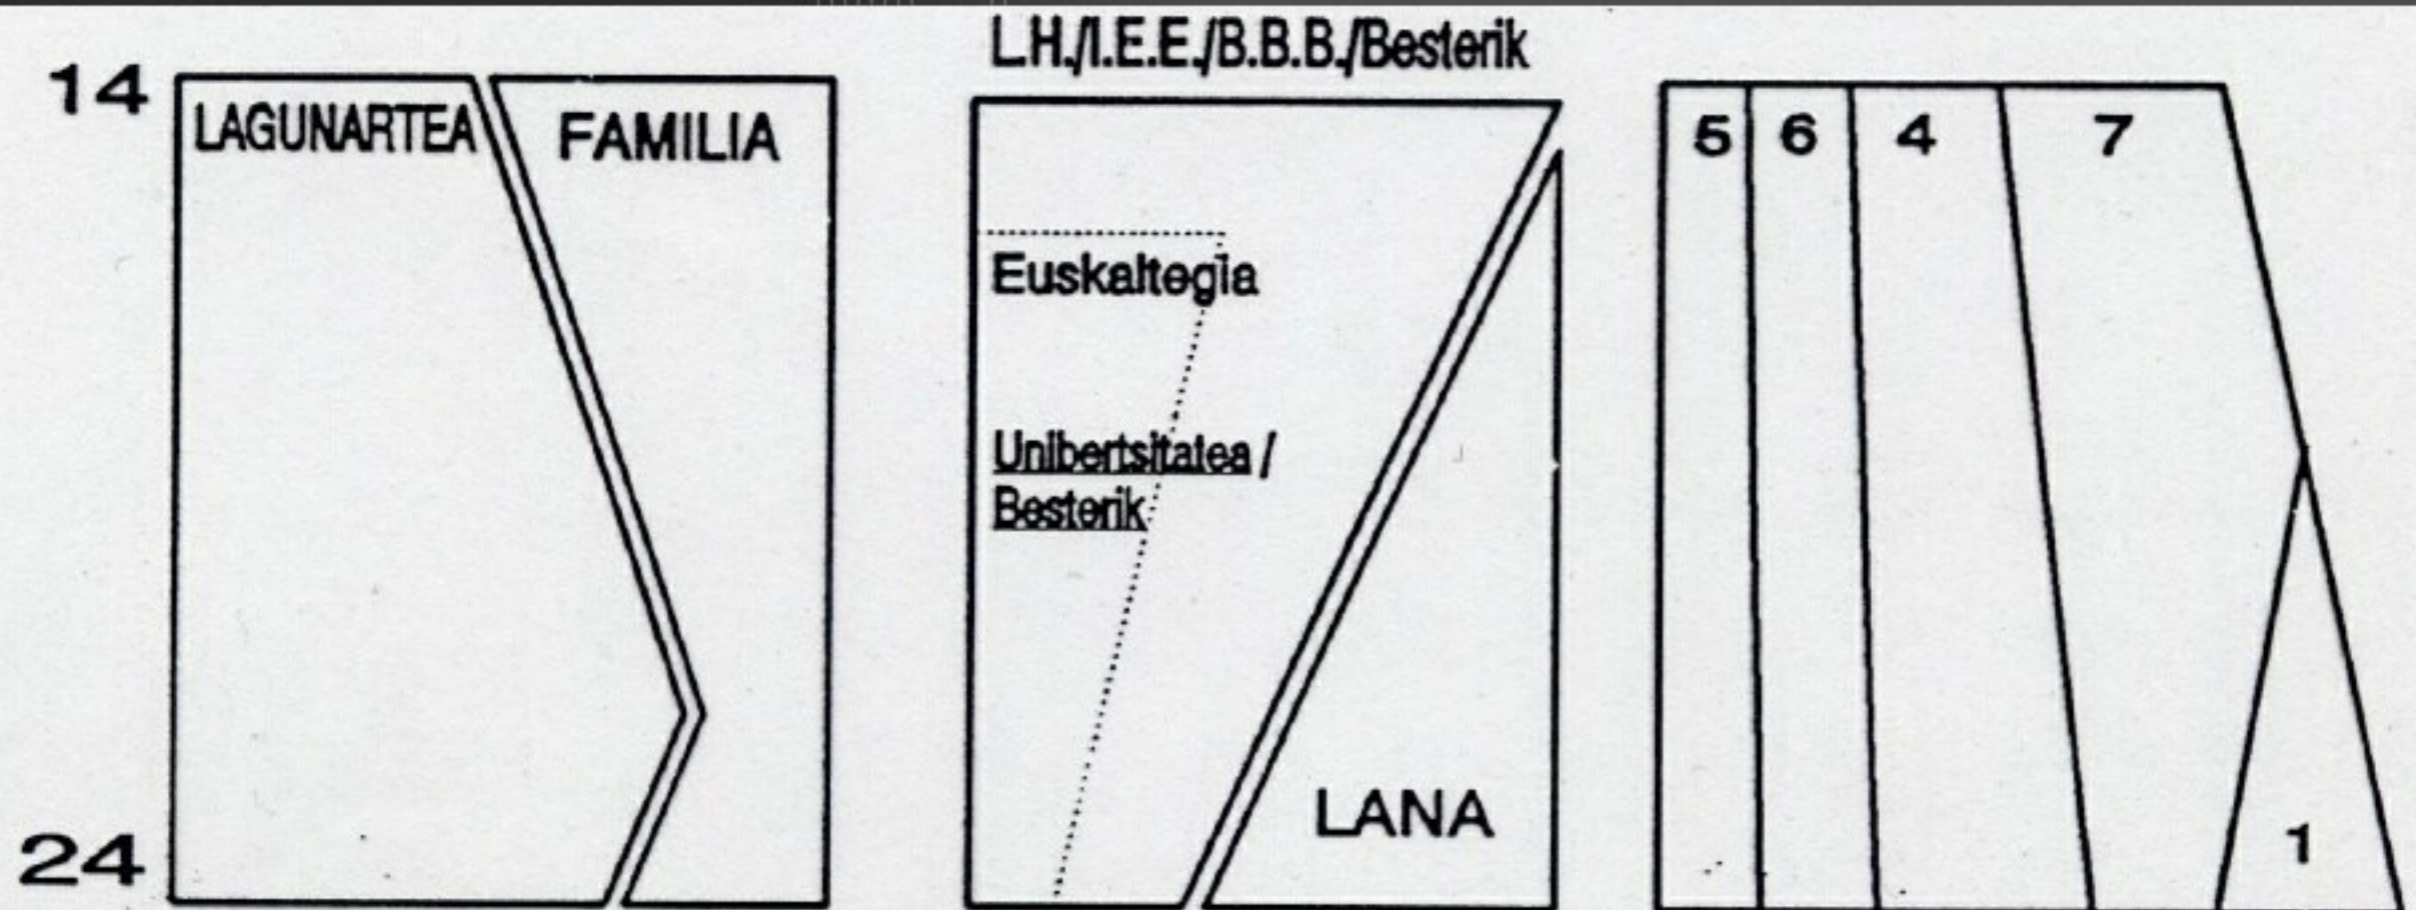 L.H./I.E.E./B.B.B./Besterik
14
LAGUNARTEA
FAMILIA
5 6 4 7
Euskaltegia
Unibertsitatea /
Besterik
LANA
24
1